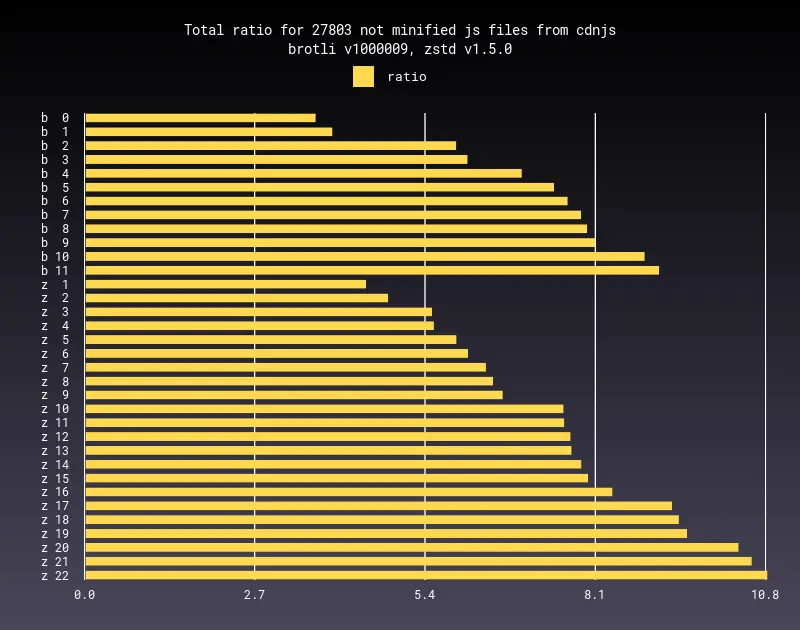 Total ratio for 27803 not minified js files from cdnjs
brotli v1000009, zstd v1.5.0
ratio
b 0
b 1
b 2
b 3
b 4
b 5
b 6
b 7
b 8
b 9
b 10
b 11
z 1
z 2
z 3
z 4
z 5
z 6
z 7
z 8
z 9
z 10
z 11
z 12
z 13
z 14
z 15
z 16
z 17
z 18
z 19
z 20
z 21
z 22
0.0 2.7 5.4 8.1 10.8